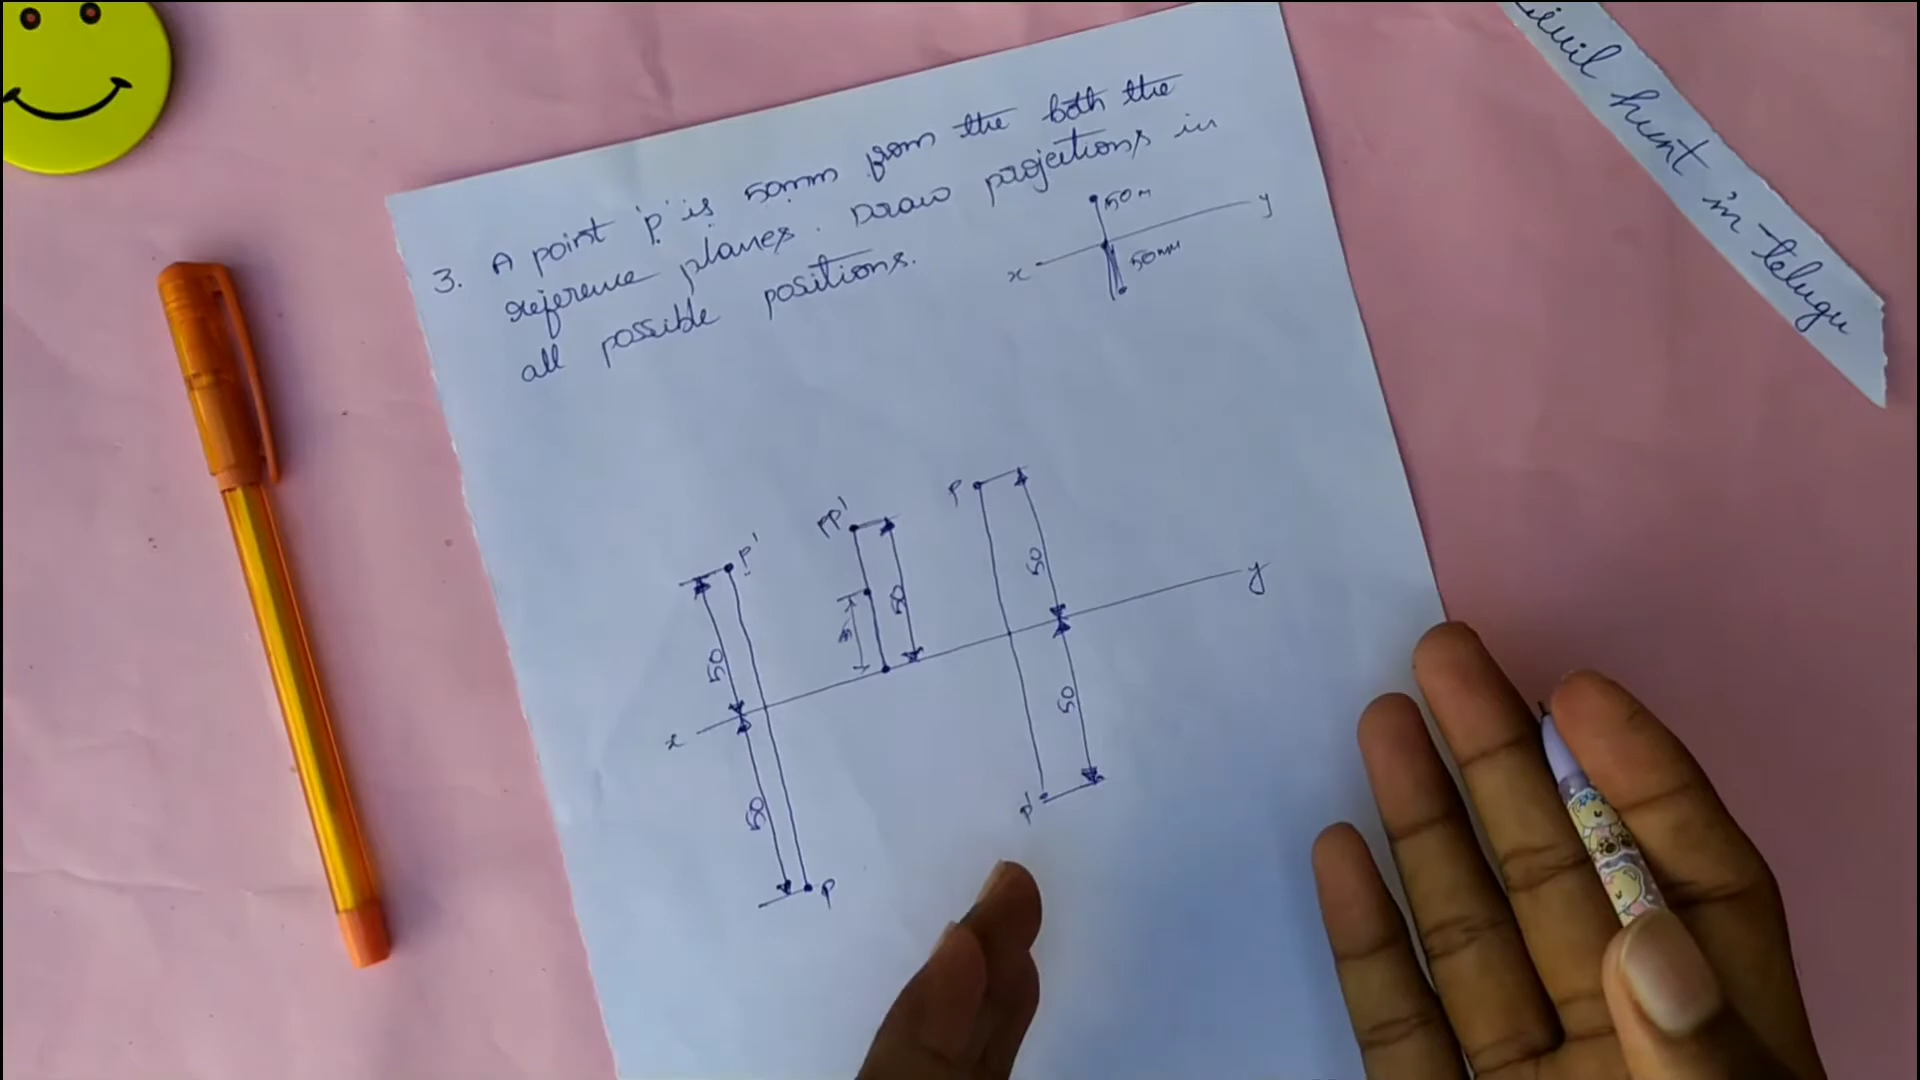 3. A point 'p' is 50mm from the both the
reference planes. Draw projections in
all possible positions.
50m
x y
50mm
p' pp' p
50 50 50
x y
50 50
p p'
civil hunt in telugu